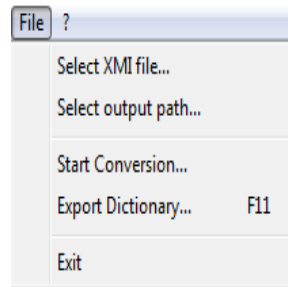 File ?
Select XMI file...
Select output path...
Start Conversion...
Export Dictionary... F11
Exit